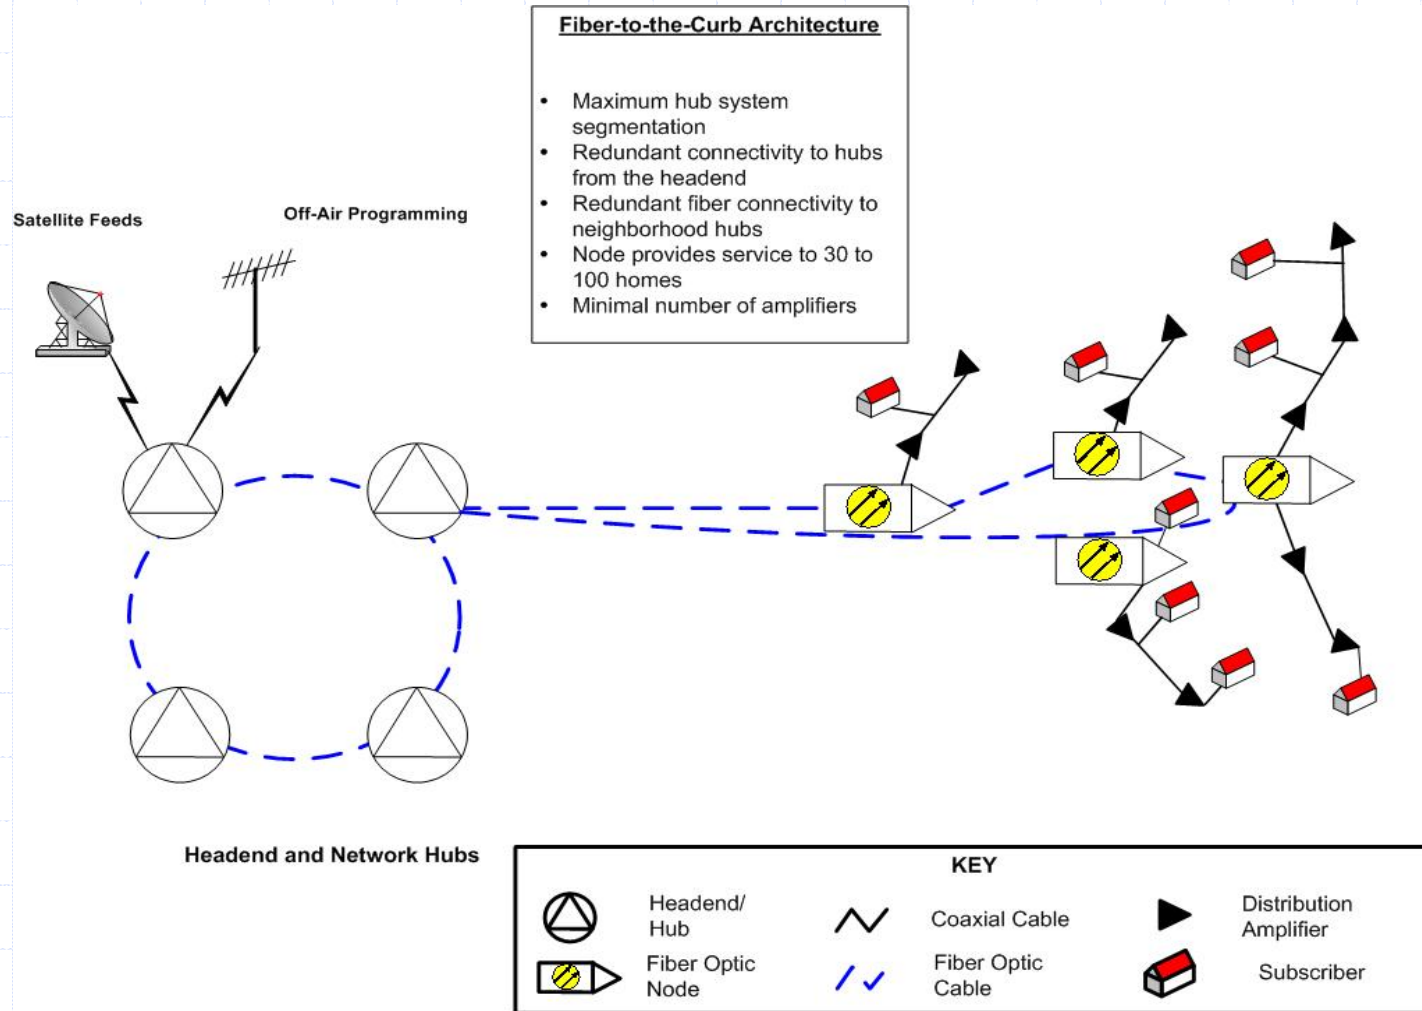 Fiber-to-the-Curb Architecture
• Maximum hub system
segmentation
• Redundant connectivity to hubs
from the headend
• Redundant fiber connectivity to
neighborhood hubs
• Node provides service to 30 to
100 homes
• Minimal number of amplifiers
Satellite Feeds
Off-Air Programming
Headend and Network Hubs
KEY
Headend/
Hub
Coaxial Cable
Distribution
Amplifier
Fiber Optic
Node
Fiber Optic
Cable
Subscriber